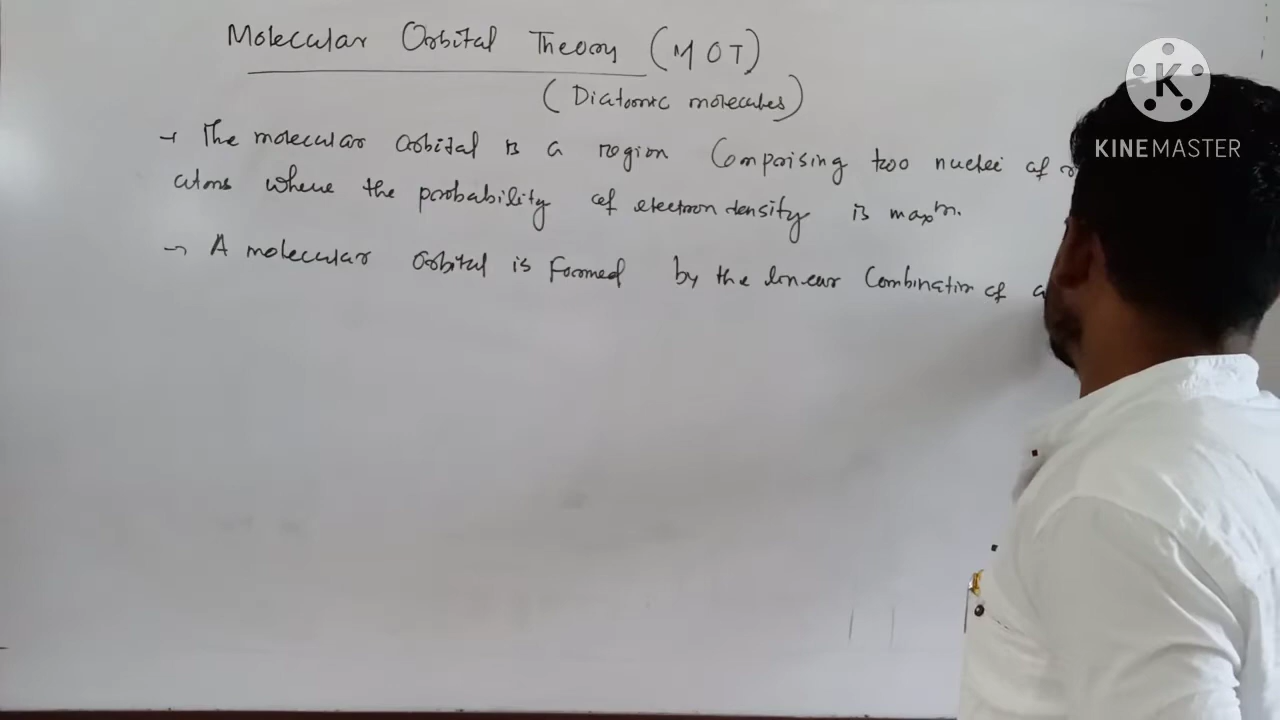 Molecular Orbital Theory (MOT)
(Diatomic molecules)
→ The molecular orbital is a region Comprising two nuclei of
atoms where the probability of electron density is maxm.
→ A molecular orbital is formed by the linear Combination of a
K
KINEMASTER